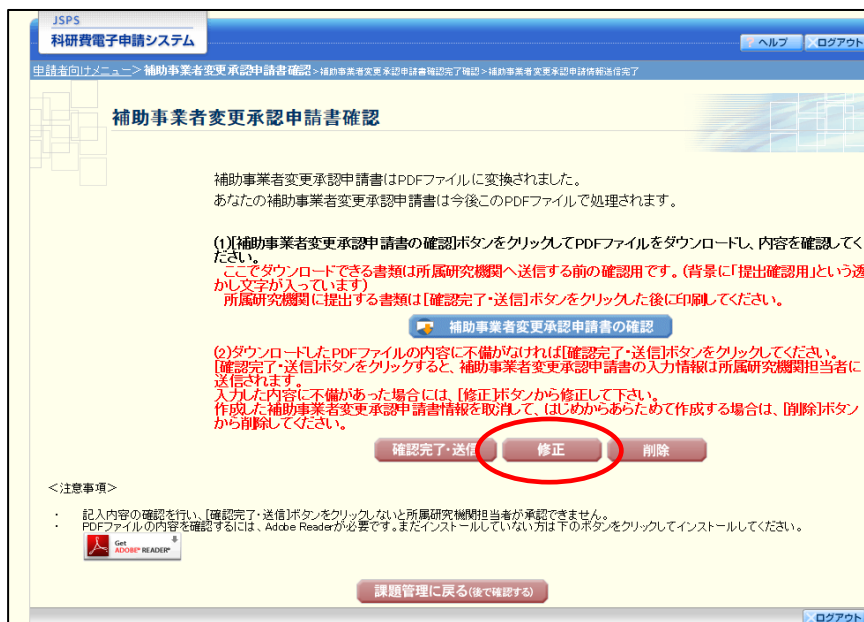 JSPS
科研費電子申請システム
ヘルプ
ログアウト
申請者向けメニュー>補助事業者変更承認申請書確認>補助事業者変更承認申請書確認完了確認>補助事業者変更承認申請情報送信完了
補助事業者変更承認申請書確認
補助事業者変更承認申請書はPDFファイルに変換されました。
あなたの補助事業者変更承認申請書は今後このPDFファイルで処理されます。
(1)[補助事業者変更承認申請書の確認]ボタンをクリックしてPDFファイルをダウンロードし、内容を確認してく
ださい。
ここでダウンロードできる書類は所属研究機関へ送信する前の確認用です。(背景に「提出確認用」という透
かし文字が入っています)
所属研究機関に提出する書類は[確認完了・送信]ボタンをクリックした後に印刷してください。
補助事業者変更承認申請書の確認
(2)ダウンロードしたPDFファイルの内容に不備がなければ[確認完了・送信]ボタンをクリックしてください。
[確認完了・送信]ボタンをクリックすると、補助事業者変更承認申請書の入力情報は所属研究機関担当者に
送信されます。
入力した内容に不備があった場合には、[修正]ボタンから修正して下さい。
作成した補助事業者変更承認申請書情報を取消して、はじめからあらためて作成する場合は、[削除]ボタン
から削除してください。
確認完了・送信
修正
削除
<注意事項>
・ 記入内容の確認を行い、[確認完了・送信]ボタンをクリックしないと所属研究機関担当者が承認できません。
・ PDFファイルの内容を確認するには、Adobe Readerが必要です。まだインストールしていない方は下のボタンをクリックしてインストールしてください。
Get
ADOBE® READER®
課題管理に戻る(後で確認する)
ログアウト